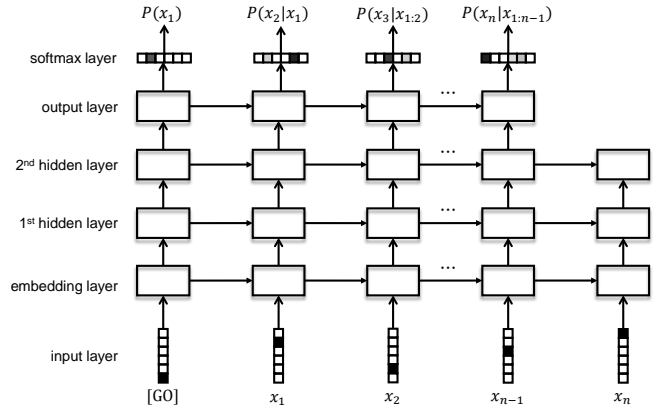 P(x₁) P(x₂|x₁) P(x₃|x₁:₂) P(xₙ|x₁:ₙ₋₁)
softmax layer
output layer ...
2ⁿᵈ hidden layer ...
1ˢᵗ hidden layer ...
embedding layer ...
input layer
[GO] x₁ x₂ xₙ₋₁ xₙ